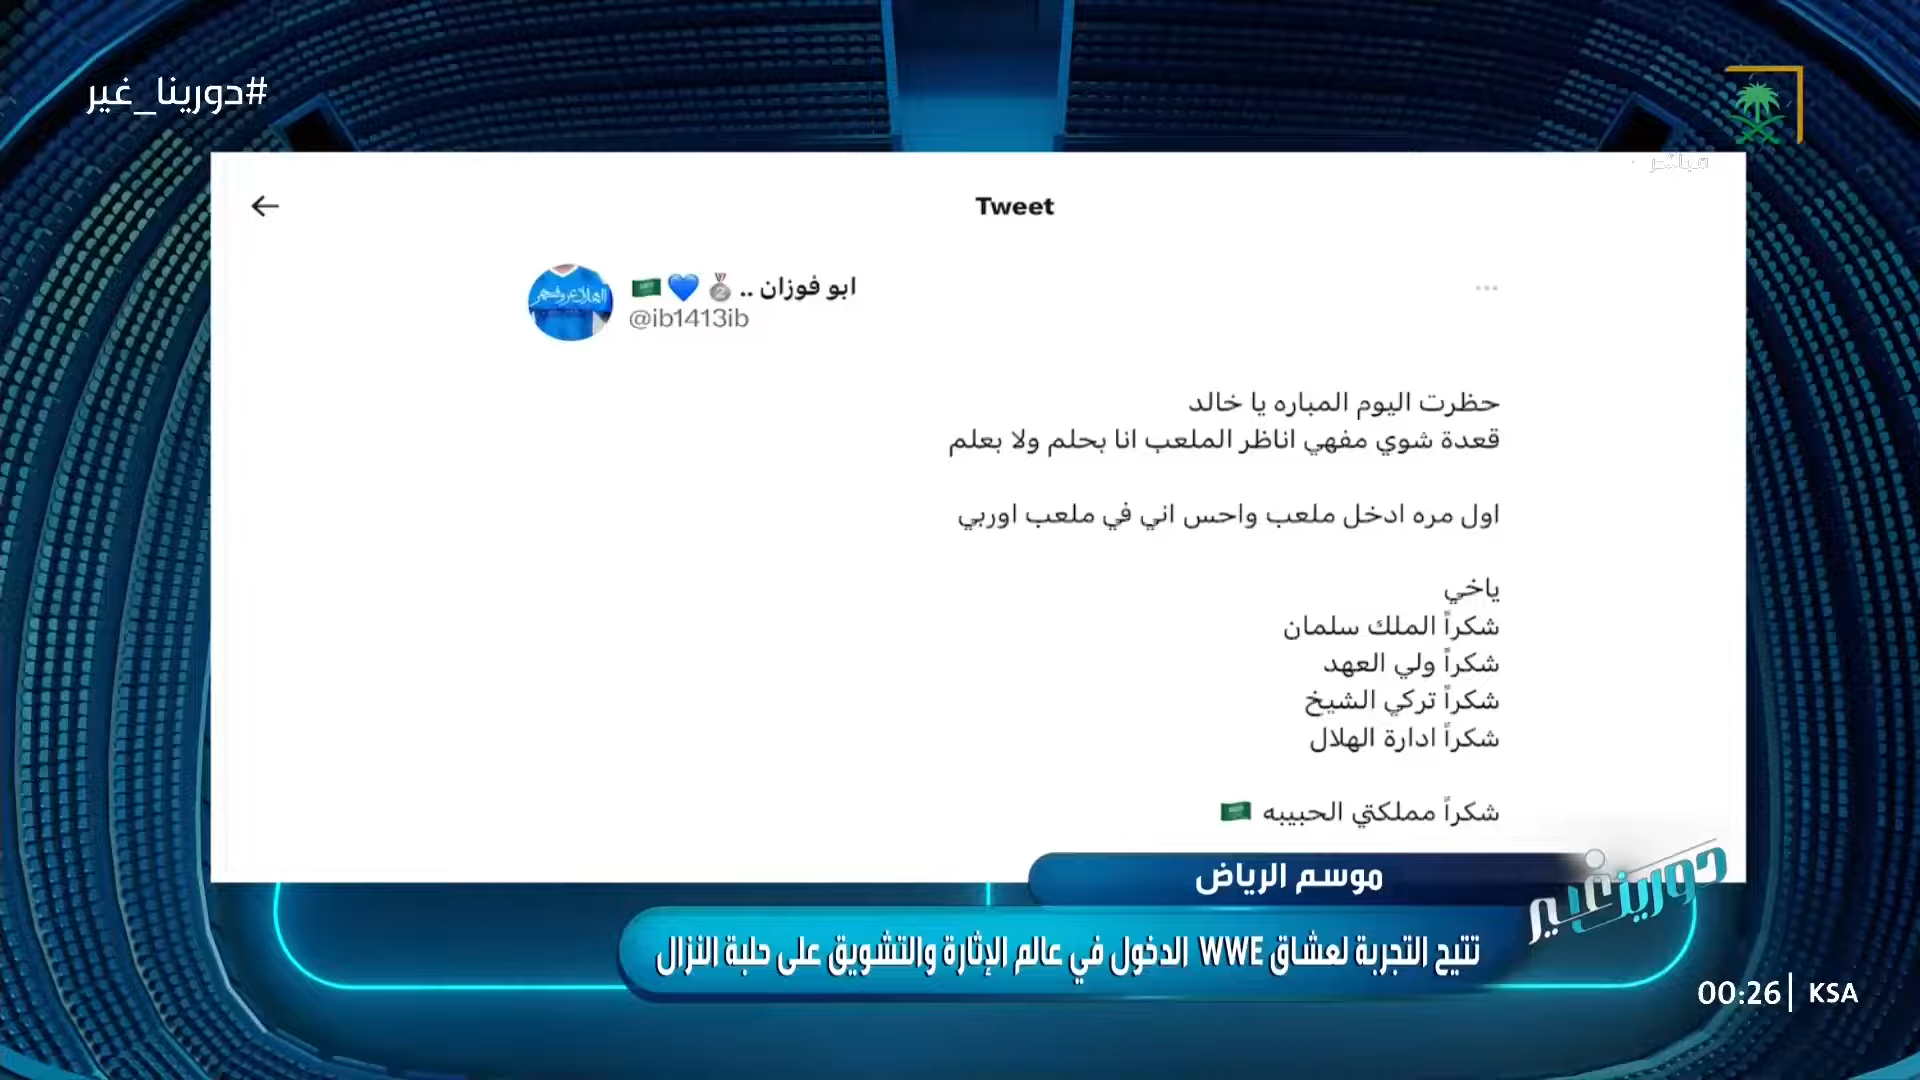 #دورينا_غير
مباشر
Tweet
ابو فوزان ..
@ib1413ib
حظرت اليوم المباره يا خالد
قعدة شوي مفهي اناظر الملعب انا بحلم ولا بعلم
اول مره ادخل ملعب واحس اني في ملعب اوربي
ياخي
شكراً الملك سلمان
شكراً ولي العهد
شكراً تركي الشيخ
شكراً ادارة الهلال
شكراً مملكتي الحبيبه
موسم الرياض
دورينا غير
تتيح التجربة لعشاق WWE الدخول في عالم الإثارة والتشويق على حلبة النزال
00:26 | KSA